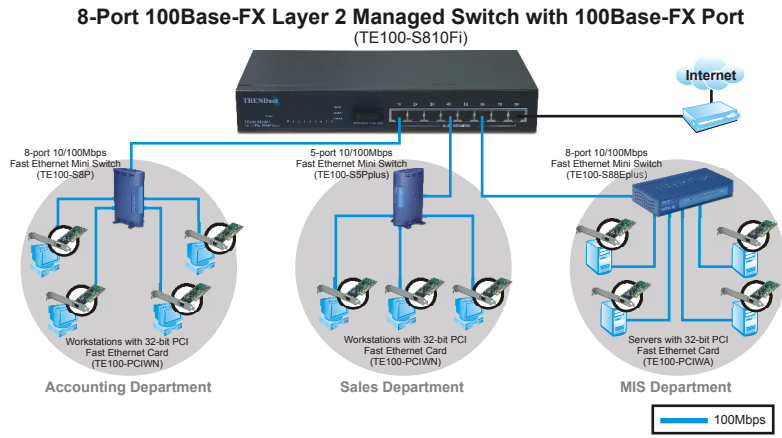 8-Port 100Base-FX Layer 2 Managed Switch with 100Base-FX Port
(TE100-S810Fi)
Internet
TRENDnet
8-port 10/100Mbps
Fast Ethernet Mini Switch
(TE100-S8P)
5-port 10/100Mbps
Fast Ethernet Mini Switch
(TE100-S5Pplus)
8-port 10/100Mbps
Fast Ethernet Mini Switch
(TE100-S88Eplus)
Workstations with 32-bit PCI
Fast Ethernet Card
(TE100-PCIWN)
Workstations with 32-bit PCI
Fast Ethernet Card
(TE100-PCIWN)
Servers with 32-bit PCI
Fast Ethernet Card
(TE100-PCIWA)
Accounting Department
Sales Department
MIS Department
100Mbps